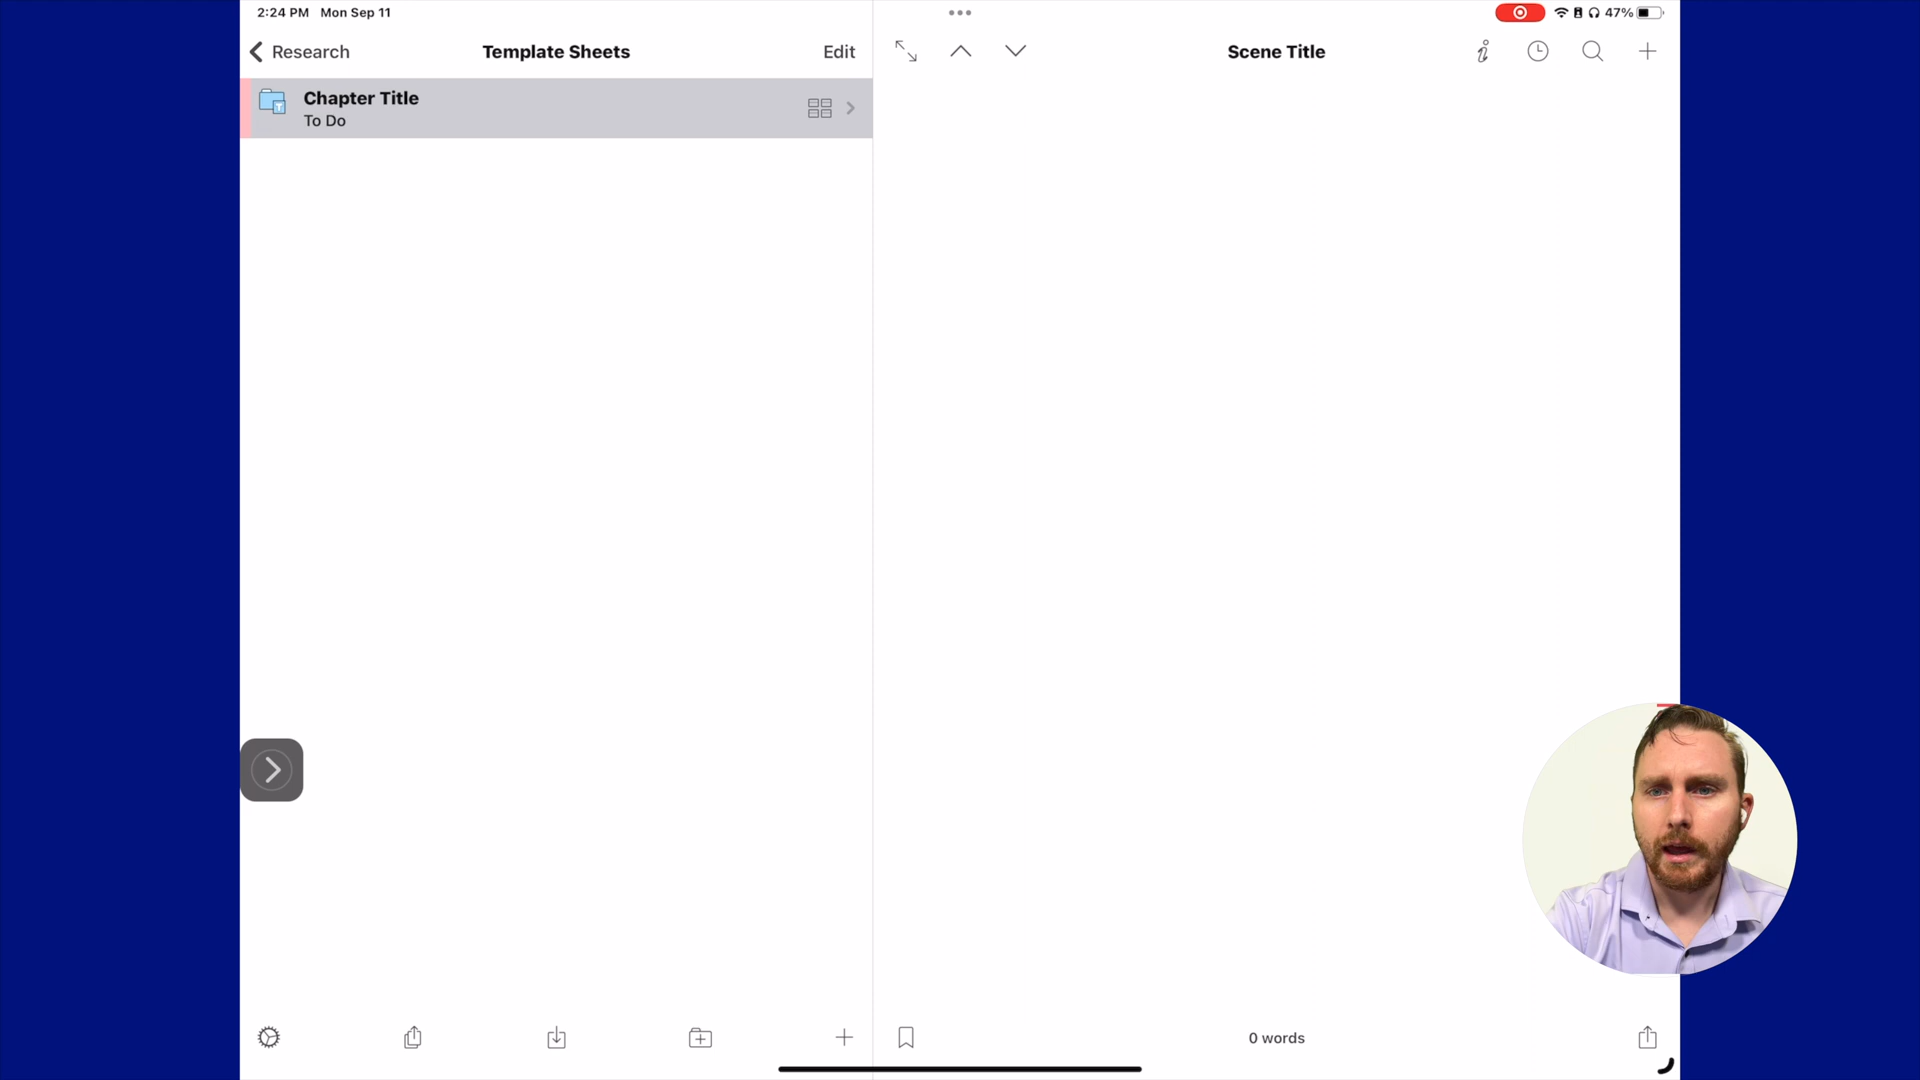 2:24 PM Mon Sep 11
47%
Research
Template Sheets
Edit
Scene Title
Chapter Title
To Do
0 words